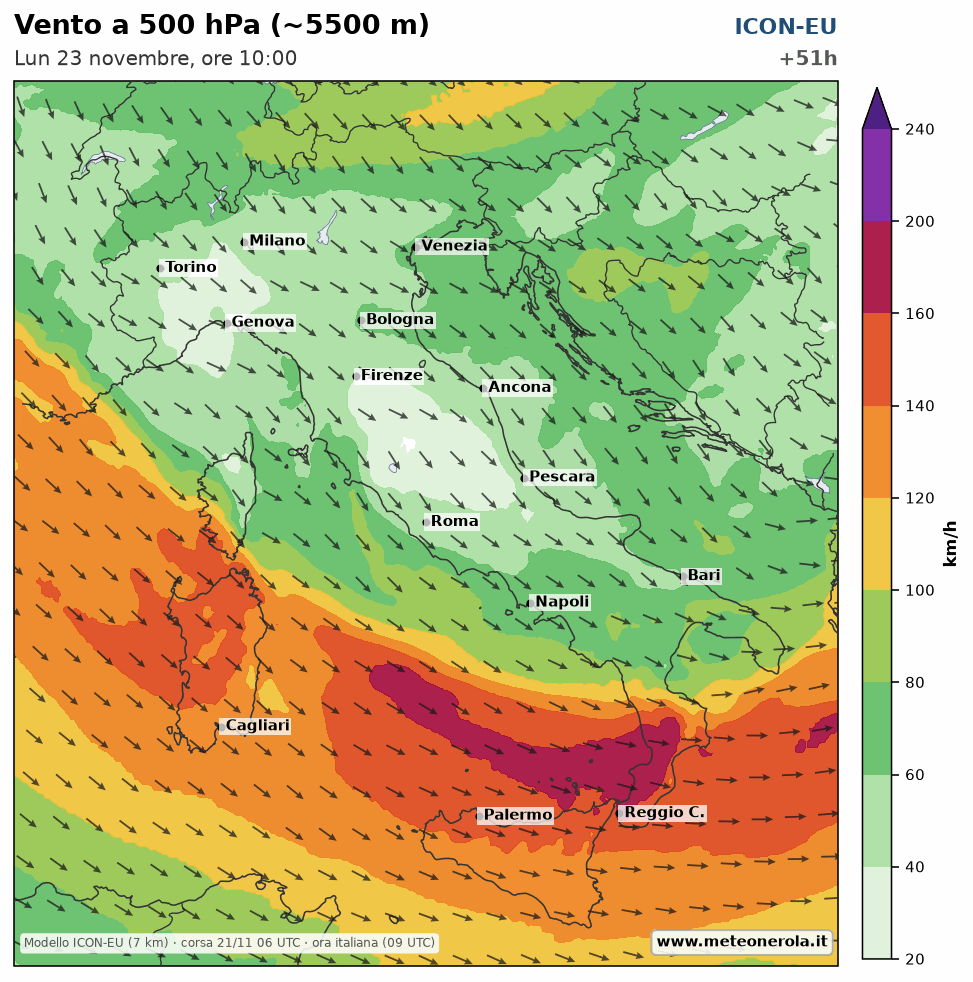 Vento a 500 hPa (~5500 m)
ICON-EU
Lun 23 novembre, ore 10:00
+51h
Milano
Venezia
Torino
Genova
Bologna
Firenze
Ancona
Pescara
Roma
Bari
Napoli
Cagliari
Palermo
Reggio C.
240
200
160
140
120
100
80
60
40
20
km/h
Modello ICON-EU (7 km) · corsa 21/11 06 UTC · ora italiana (09 UTC)
www.meteonerola.it